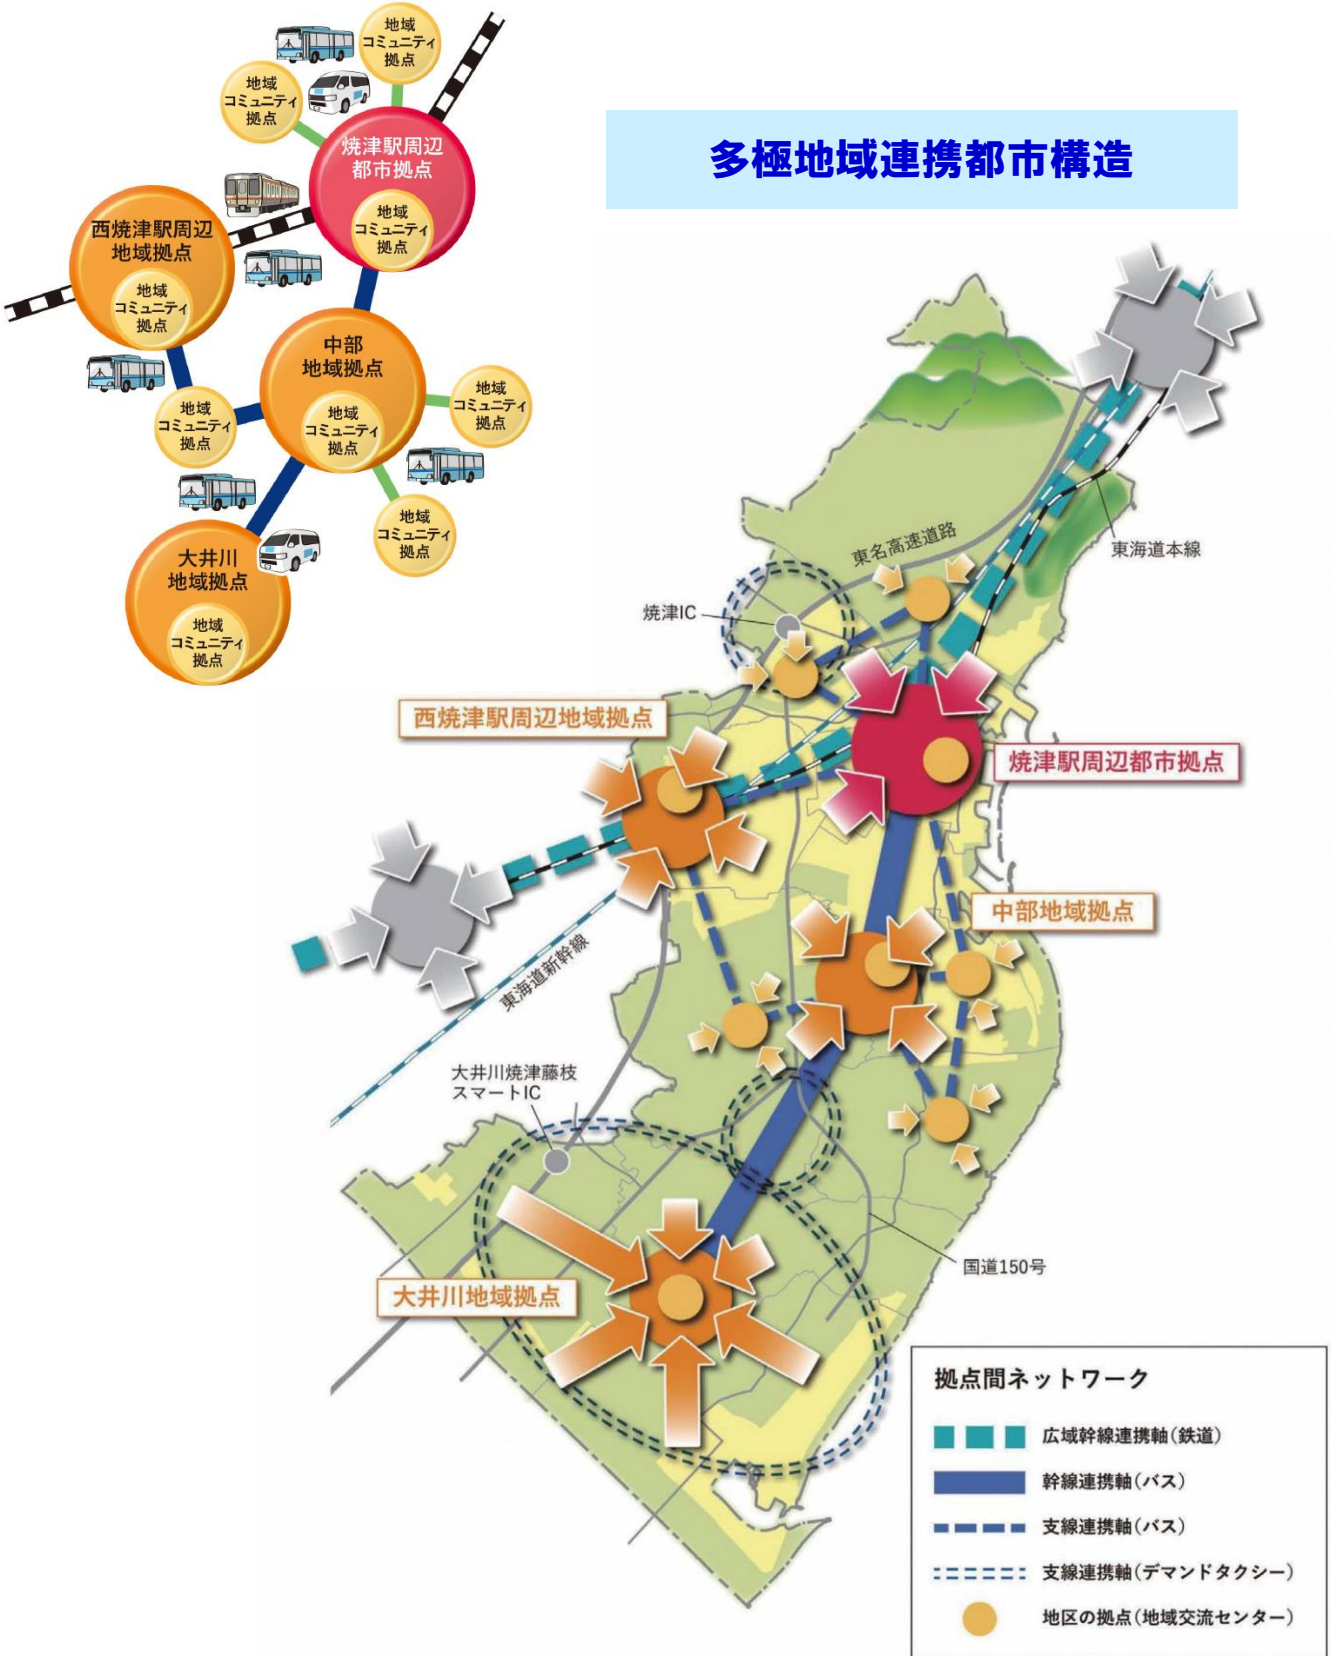 地域
コミュニティ
拠点
地域
コミュニティ
拠点
焼津駅周辺
都市拠点
地域
コミュニティ
拠点
西焼津駅周辺
地域拠点
地域
コミュニティ
拠点
中部
地域拠点
地域
コミュニティ
拠点
地域
コミュニティ
拠点
地域
コミュニティ
拠点
地域
コミュニティ
拠点
大井川
地域拠点
地域
コミュニティ
拠点
多極地域連携都市構造
東名高速道路
東海道本線
焼津IC
西焼津駅周辺地域拠点
焼津駅周辺都市拠点
中部地域拠点
東海道新幹線
大井川焼津藤枝
スマートIC
国道150号
大井川地域拠点
拠点間ネットワーク
広域幹線連携軸(鉄道)
幹線連携軸(バス)
支線連携軸(バス)
支線連携軸(デマンドタクシー)
地区の拠点(地域交流センター)